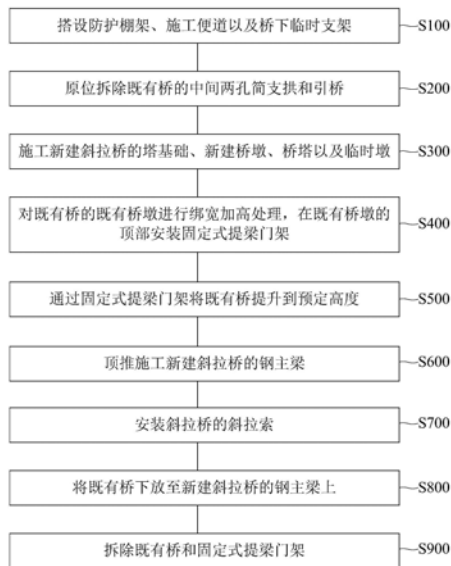 搭设防护棚架、施工便道以及桥下临时支架
S100
原位拆除既有桥的中间两孔简支拱和引桥
S200
施工新建斜拉桥的塔基础、新建桥墩、桥塔以及临时墩
S300
对既有桥的既有桥墩进行绑宽加高处理，在既有桥墩的
顶部安装固定式提梁门架
S400
通过固定式提梁门架将既有桥提升到预定高度
S500
顶推施工新建斜拉桥的钢主梁
S600
安装斜拉桥的斜拉索
S700
将既有桥下放至新建斜拉桥的钢主梁上
S800
拆除既有桥和固定式提梁门架
S900